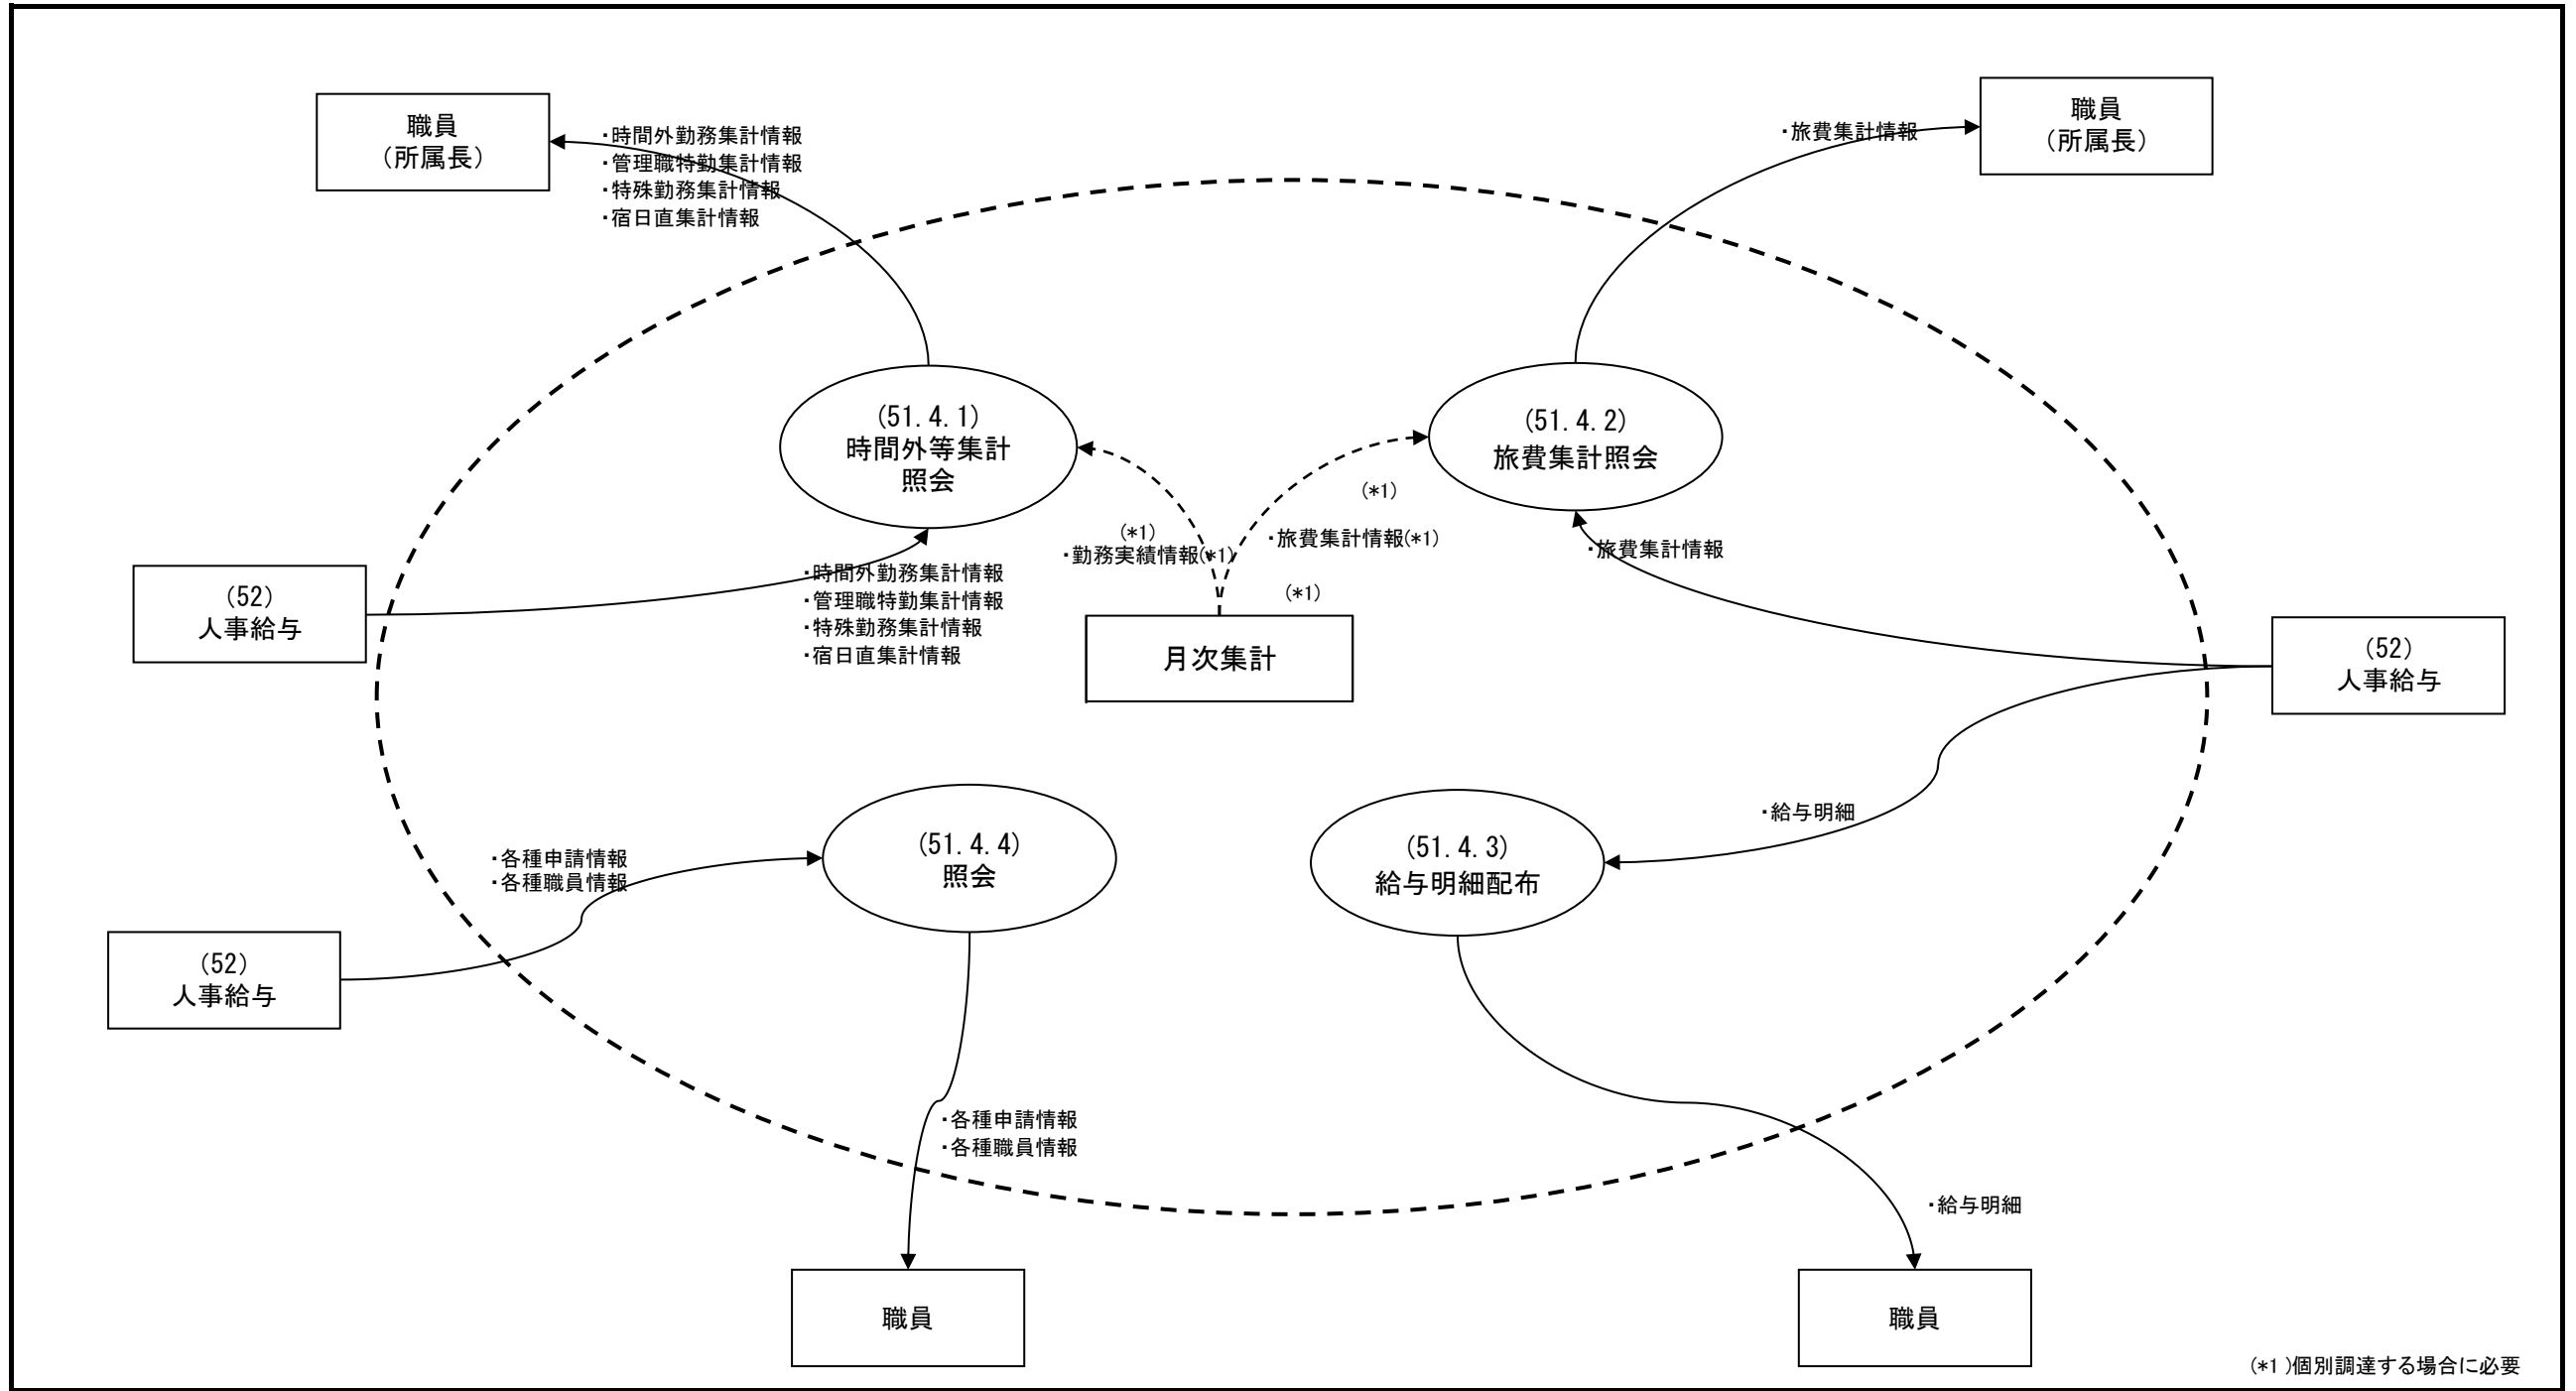 職員
（所属長）
・時間外勤務集計情報
・管理職特勤集計情報
・特殊勤務集計情報
・宿日直集計情報
・旅費集計情報
職員
（所属長）
(51.4.1)
時間外等集計
照会
(51.4.2)
旅費集計照会
(*1)
(*1)
・勤務実績情報(*1)
・旅費集計情報(*1)
・旅費集計情報
(*1)
(52)
人事給与
・時間外勤務集計情報
・管理職特勤集計情報
・特殊勤務集計情報
・宿日直集計情報
月次集計
(52)
人事給与
・給与明細
(51.4.4)
照会
(51.4.3)
給与明細配布
・各種申請情報
・各種職員情報
(52)
人事給与
・各種申請情報
・各種職員情報
・給与明細
職員
職員
(*1)個別調達する場合に必要